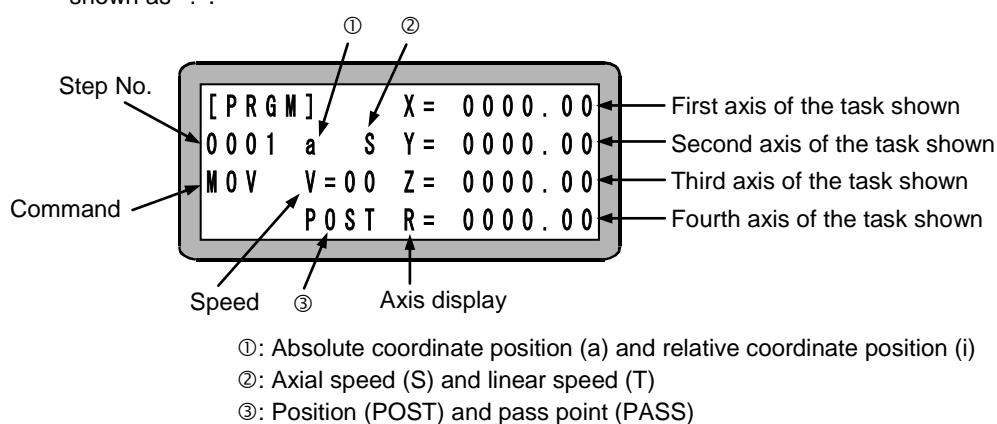 shown as "."
① ②
Step No.
[PRGM] X= 0000.00 First axis of the task shown
0001 a S Y= 0000.00 Second axis of the task shown
MOV V=00 Z= 0000.00 Third axis of the task shown
Command
POST R= 0000.00 Fourth axis of the task shown
Speed ③ Axis display
①: Absolute coordinate position (a) and relative coordinate position (i)
②: Axial speed (S) and linear speed (T)
③: Position (POST) and pass point (PASS)